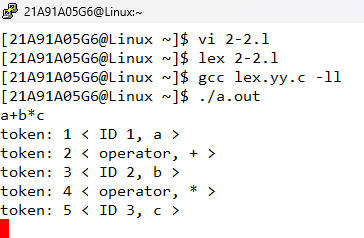 21A91A05G6@Linux:~
[21A91A05G6@Linux ~]$ vi 2-2.l
[21A91A05G6@Linux ~]$ lex 2-2.l
[21A91A05G6@Linux ~]$ gcc lex.yy.c -ll
[21A91A05G6@Linux ~]$ ./a.out
a+b*c
token: 1 < ID 1, a >
token: 2 < operator, + >
token: 3 < ID 2, b >
token: 4 < operator, * >
token: 5 < ID 3, c >